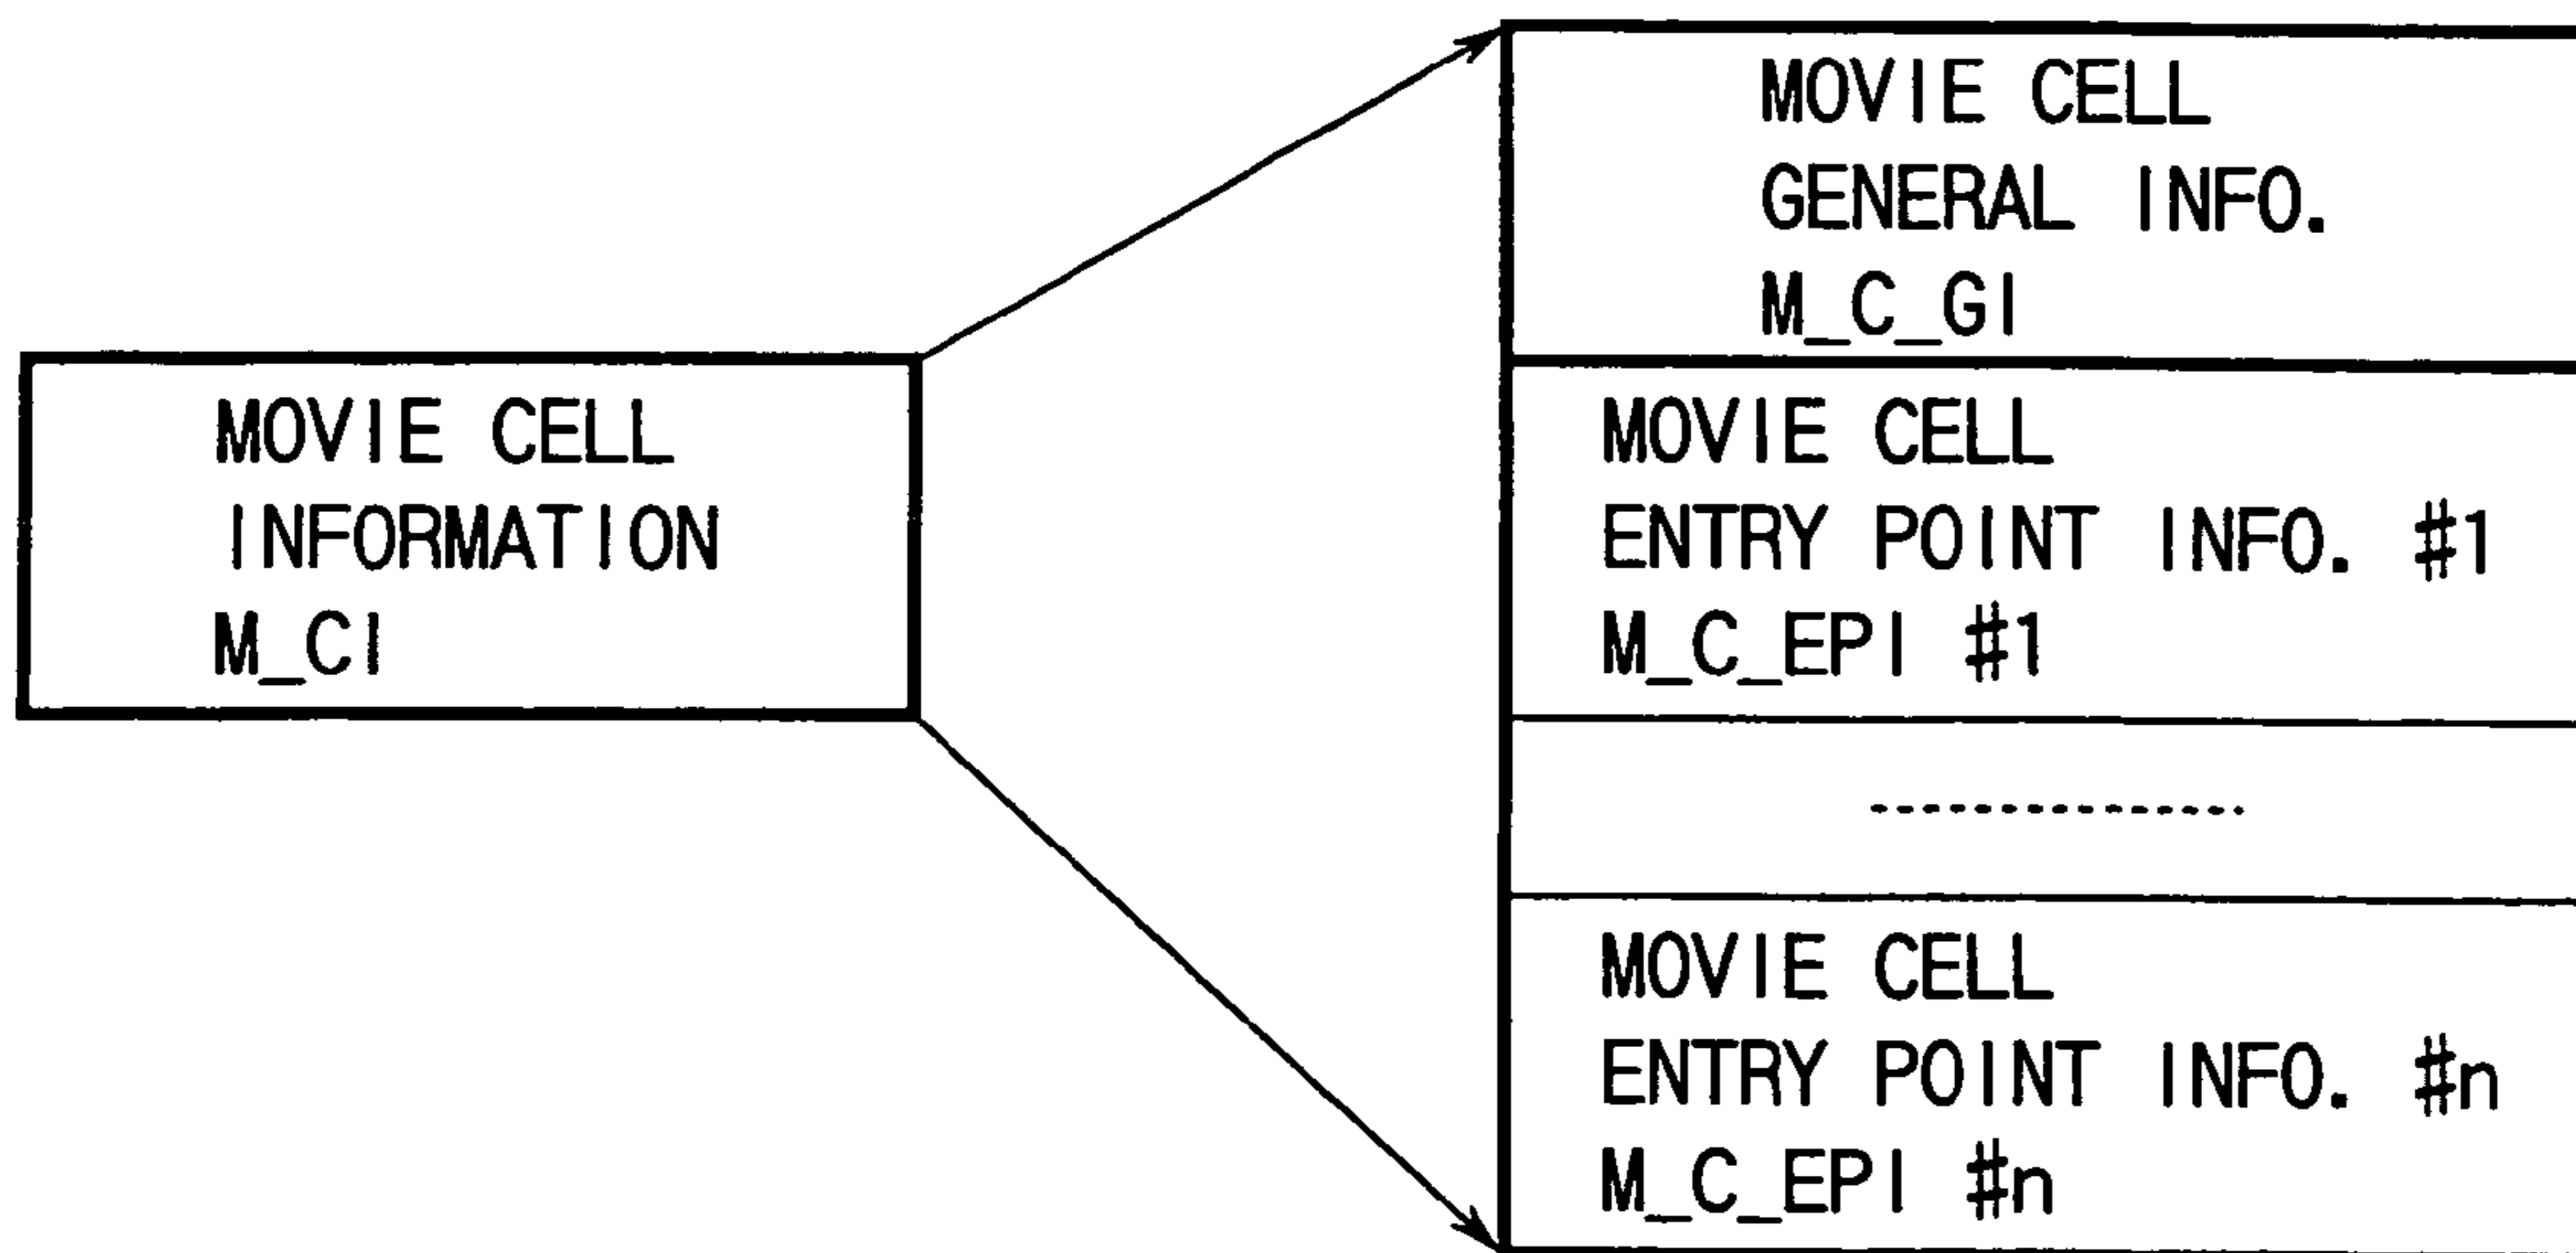 MOVIE CELL
INFORMATION
M_CI
MOVIE CELL
GENERAL INFO.
M_C_GI
MOVIE CELL
ENTRY POINT INFO. #1
M_C_EPI #1
MOVIE CELL
ENTRY POINT INFO. #n
M_C_EPI #n